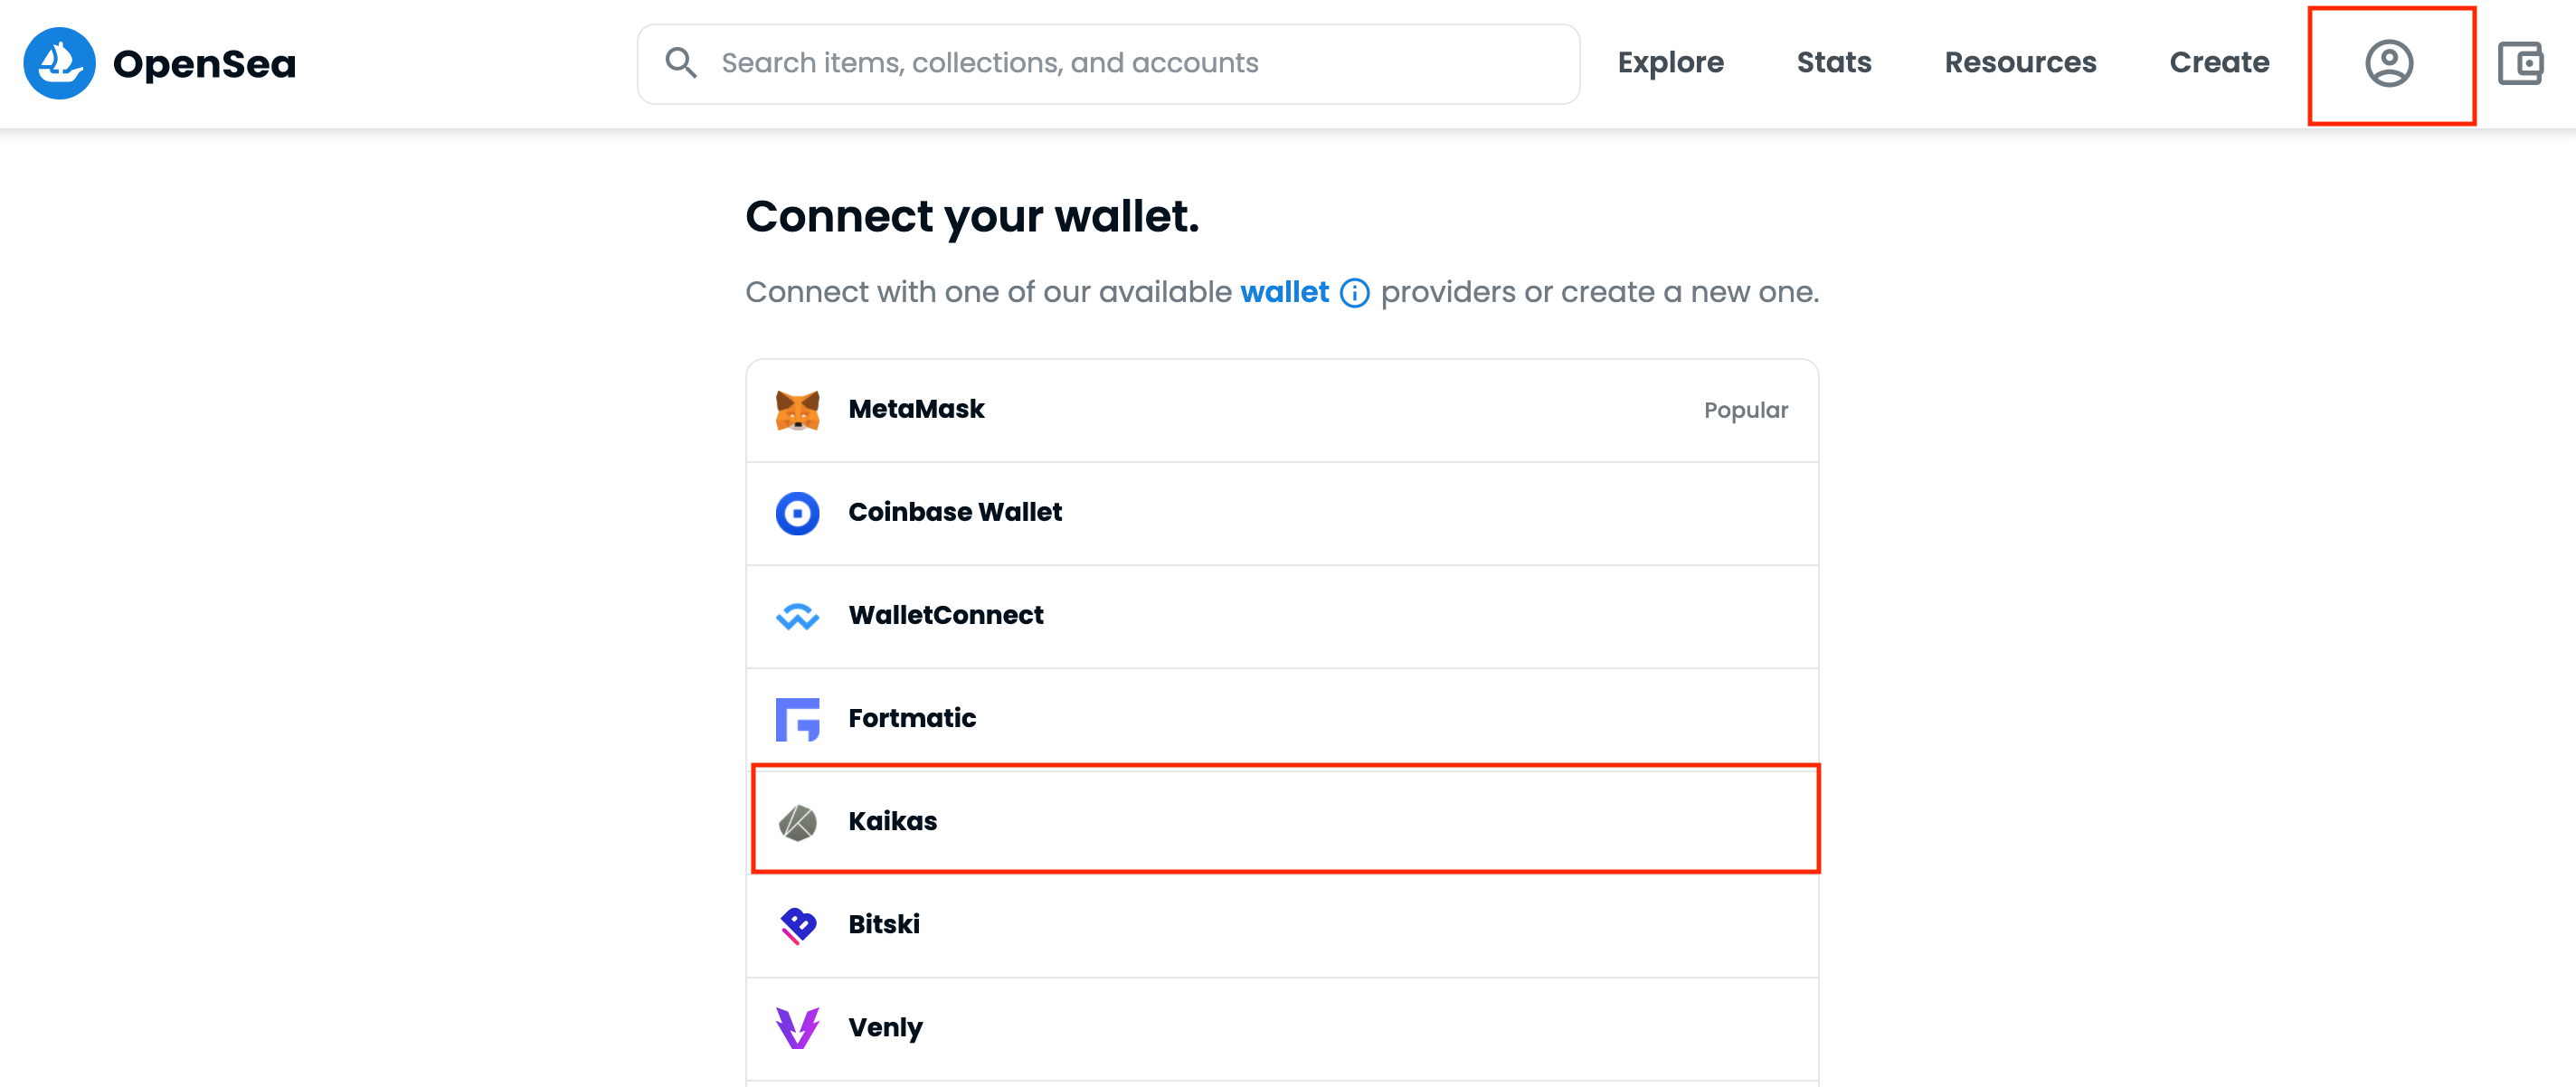 OpenSea
Search items, collections, and accounts
Explore
Stats
Resources
Create
Connect your wallet.
Connect with one of our available wallet providers or create a new one.
MetaMask
Popular
Coinbase Wallet
WalletConnect
Fortmatic
Kaikas
Bitski
Venly